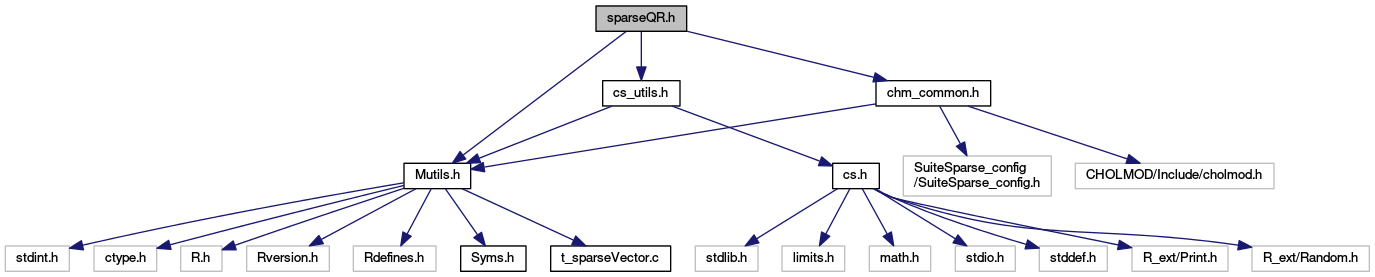 sparseQR.h
cs_utils.h
chm_common.h
Mutils.h
cs.h
SuiteSparse_config
/SuiteSparse_config.h
CHOLMOD/Include/cholmod.h
stdint.h
ctype.h
R.h
Rversion.h
Rdefines.h
Syms.h
t_sparseVector.c
stdlib.h
limits.h
math.h
stdio.h
stddef.h
R_ext/Print.h
R_ext/Random.h